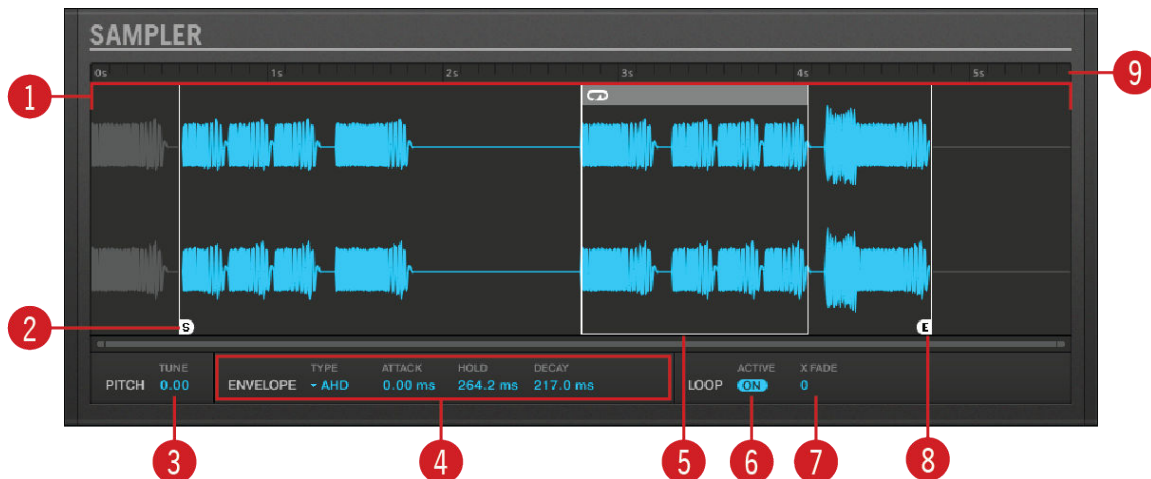 SAMPLER
0s 1s 2s 3s 4s 5s
9
1
2
S E
TUNE TYPE ATTACK HOLD DECAY ACTIVE X FADE
PITCH 0.00 ENVELOPE AHD 0.00 ms 264.2 ms 217.0 ms LOOP ON 0
3 4 5 6 7 8